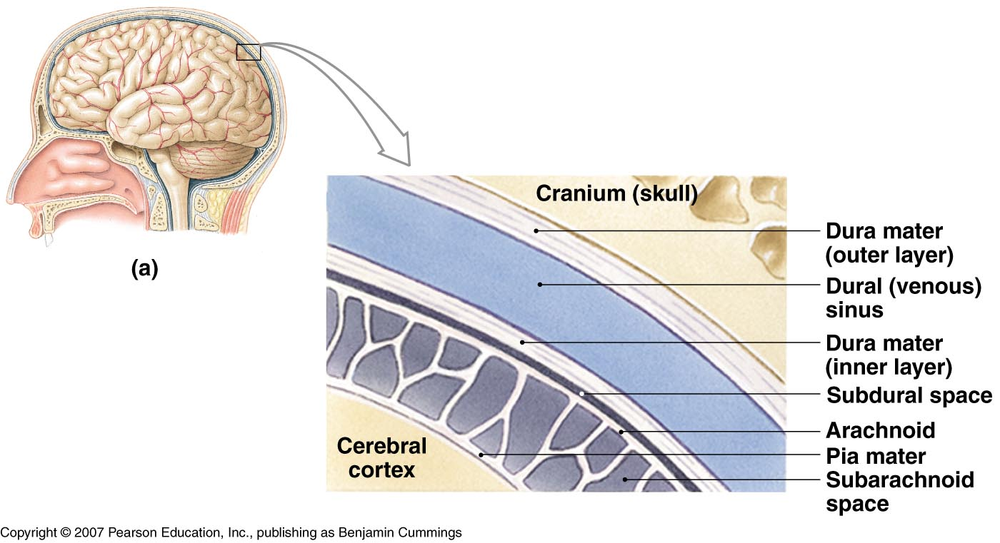 (a)
Cranium (skull)
Dura mater
(outer layer)
Dural (venous)
sinus
Dura mater
(inner layer)
Subdural space
Arachnoid
Pia mater
Subarachnoid
space
Cerebral
cortex
Copyright © 2007 Pearson Education, Inc., publishing as Benjamin Cummings